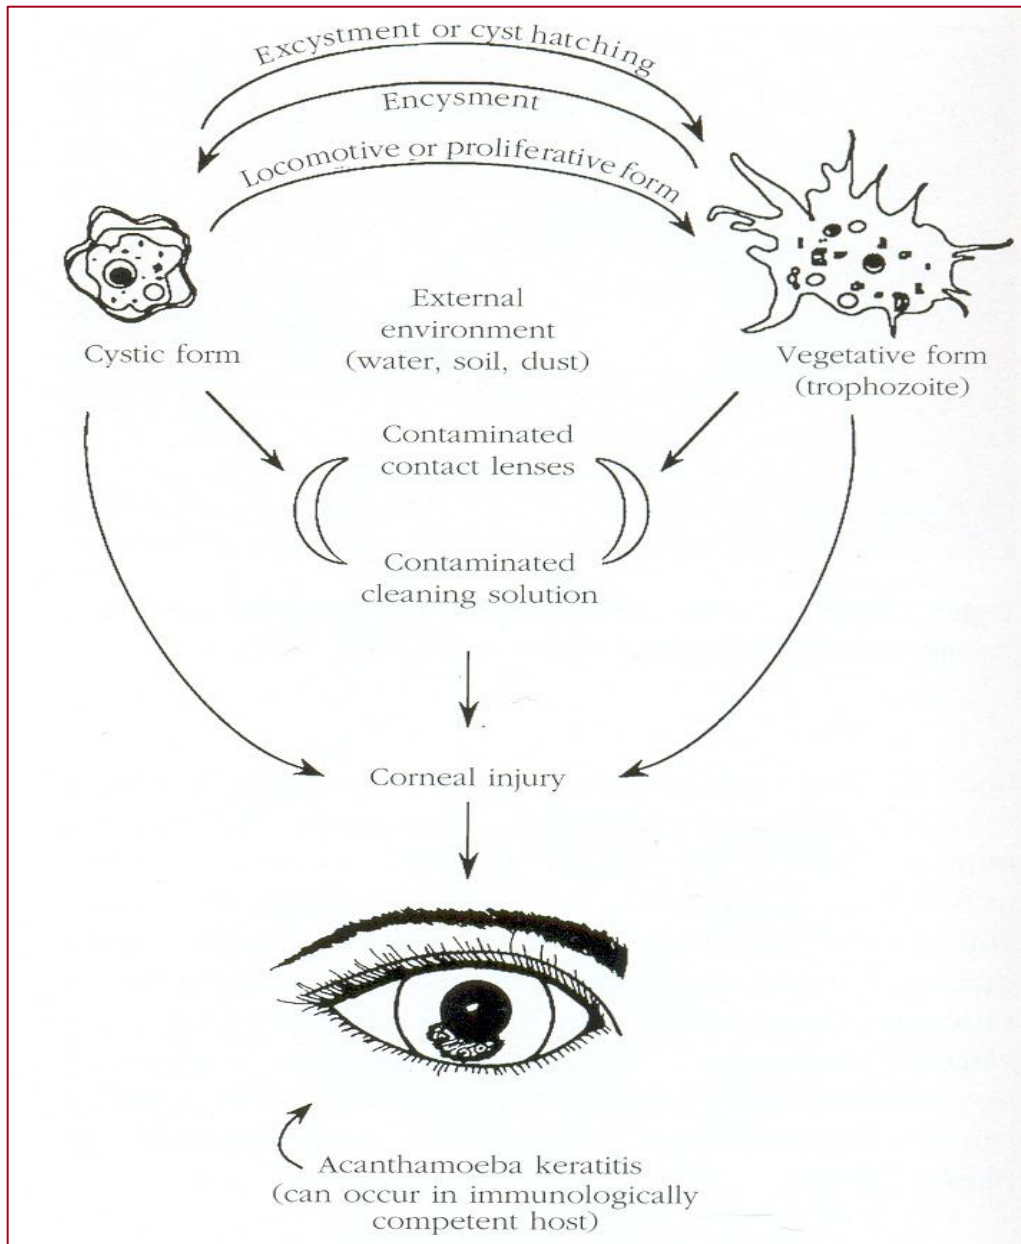 Excystment or cyst hatching
Encysment
Locomotive or proliferative form
Cystic form
External
environment
(water, soil, dust)
Vegetative form
(trophozoite)
Contaminated
contact lenses
Contaminated
cleaning solution
Corneal injury
Acanthamoeba keratitis
(can occur in immunologically
competent host)